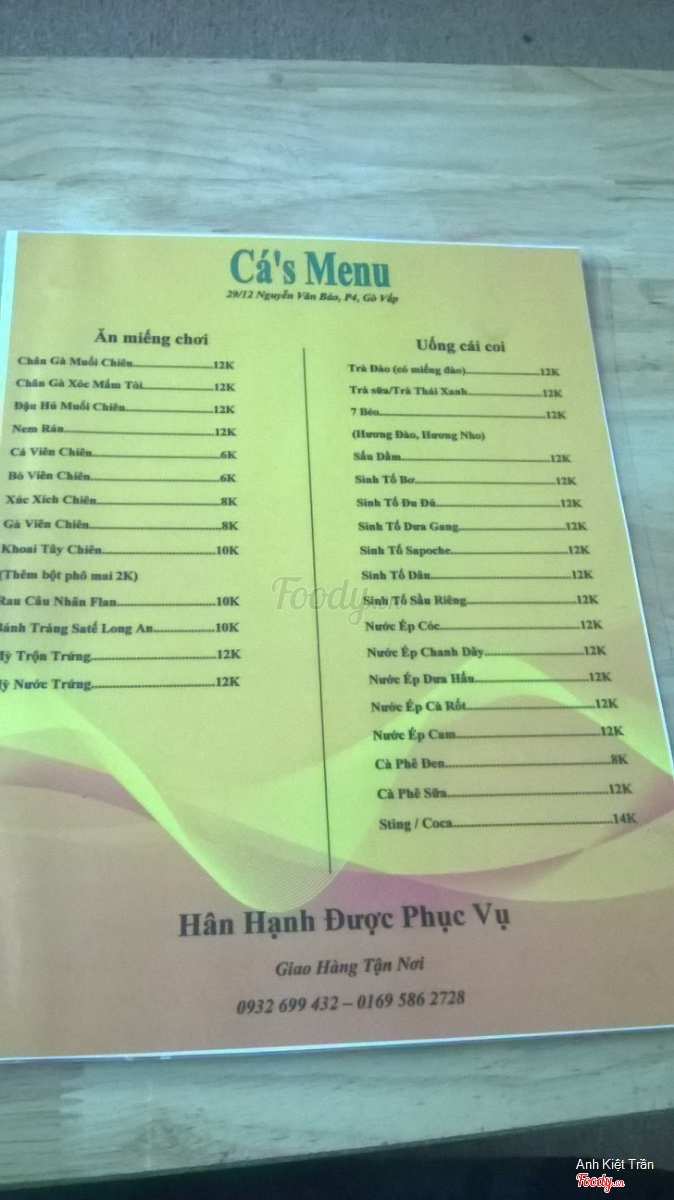 Cá's Menu
29/12 Nguyễn Văn Bảo, P4, Gò Vấp
Ăn miếng chơi
Chân Gà Muối Chiên 12K
Chân Gà Xóc Mắm Tỏi 12K
Đậu Hủ Muối Chiên 12K
Nem Rán 12K
Cá Viên Chiên 6K
Bò Viên Chiên 6K
Xúc Xích Chiên 8K
Gà Viên Chiên 8K
Khoai Tây Chiên 10K
(Thêm bột phô mai 2K)
Rau Câu Nhãn Flan 10K
Bánh Tráng Satế Long An 10K
Mỳ Trộn Trứng 12K
Mỳ Nước Trứng 12K
Uống cái coi
Trà Đào (có miếng đào) 12K
Trà sữa/Trà Thái Xanh 12K
7 Béo 12K
(Hương Đào, Hương Nho)
Sấu Dầm 12K
Sinh Tố Bơ 12K
Sinh Tố Đu Đủ 12K
Sinh Tố Dưa Gang 12K
Sinh Tố Sapoche 12K
Sinh Tố Dâu 12K
Sinh Tố Sầu Riêng 12K
Nước Ép Cóc 12K
Nước Ép Chanh Dây 12K
Nước Ép Dưa Hấu 12K
Nước Ép Cà Rốt 12K
Nước Ép Cam 12K
Cà Phê Đen 8K
Cà Phê Sữa 12K
Sting / Coca 14K
Hân Hạnh Được Phục Vụ
Giao Hàng Tận Nơi
0932 699 432 – 0169 586 2728
Foody.vn
Anh Kiệt Trần
Foody.vn